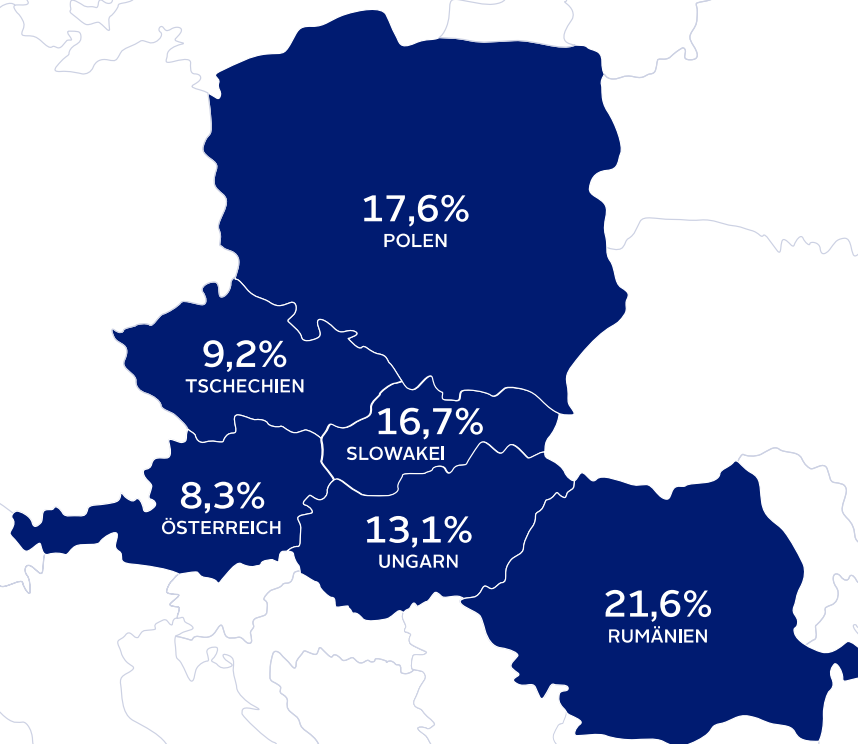 17,6%
POLEN
9,2%
TSCHECHIEN
16,7%
SLOWAKEI
8,3%
ÖSTERREICH
13,1%
UNGARN
21,6%
RUMÄNIEN